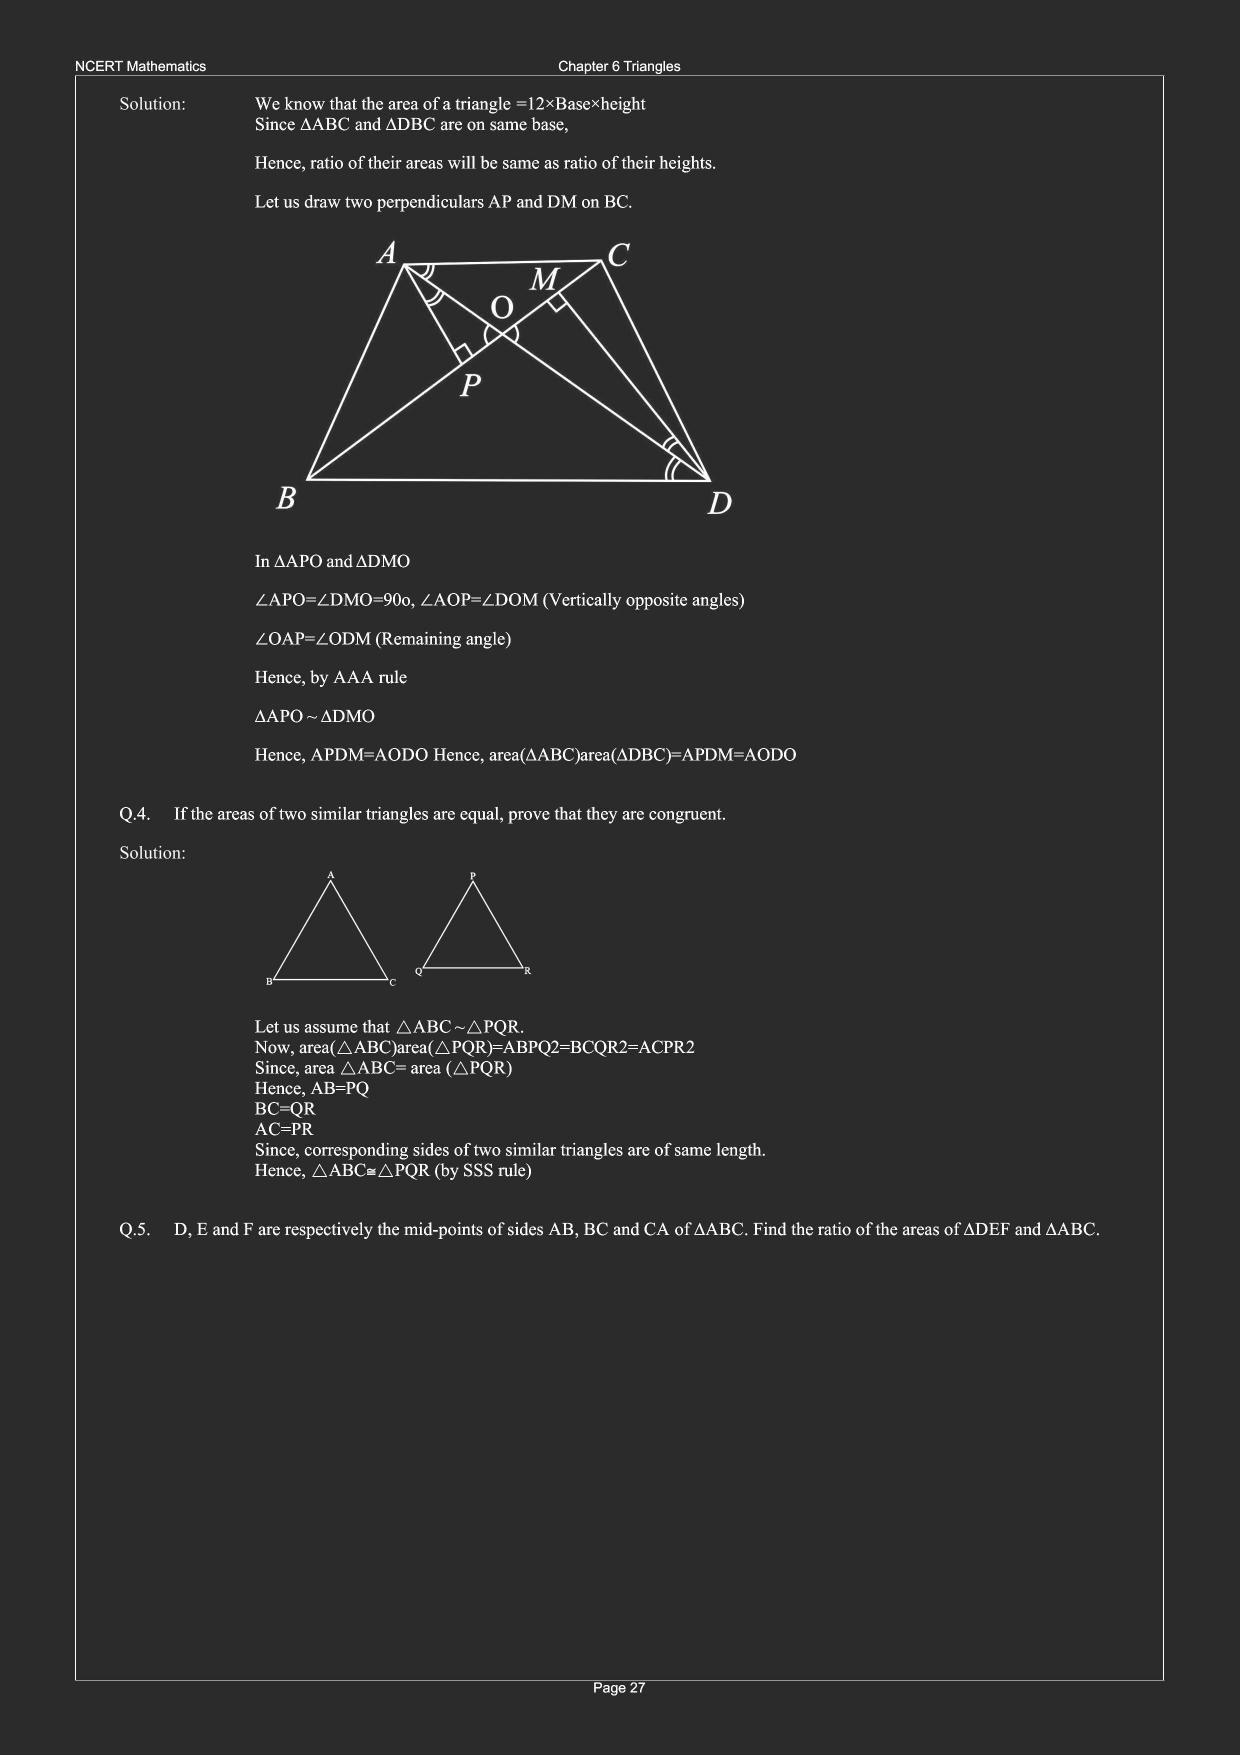 NCERT Mathematics Chapter 6 Triangles
Solution: We know that the area of a triangle =12×Base×height
Since ΔABC and ΔDBC are on same base,
Hence, ratio of their areas will be same as ratio of their heights.
Let us draw two perpendiculars AP and DM on BC.
A C
M
O
P
B
D
In ΔAPO and ΔDMO
∠APO=∠DMO=90o, ∠AOP=∠DOM (Vertically opposite angles)
∠OAP=∠ODM (Remaining angle)
Hence, by AAA rule
ΔAPO ~ ΔDMO
Hence, APDM=AODO Hence, area(ΔABC)area(ΔDBC)=APDM=AODO
Q.4. If the areas of two similar triangles are equal, prove that they are congruent.
Solution:
A P
B C Q R
Let us assume that △ABC ~△PQR.
Now, area(△ABC)area(△PQR)=ABPQ2=BCQR2=ACPR2
Since, area △ABC= area (△PQR)
Hence, AB=PQ
BC=QR
AC=PR
Since, corresponding sides of two similar triangles are of same length.
Hence, △ABC≅△PQR (by SSS rule)
Q.5. D, E and F are respectively the mid-points of sides AB, BC and CA of ΔABC. Find the ratio of the areas of ΔDEF and ΔABC.
Page 27